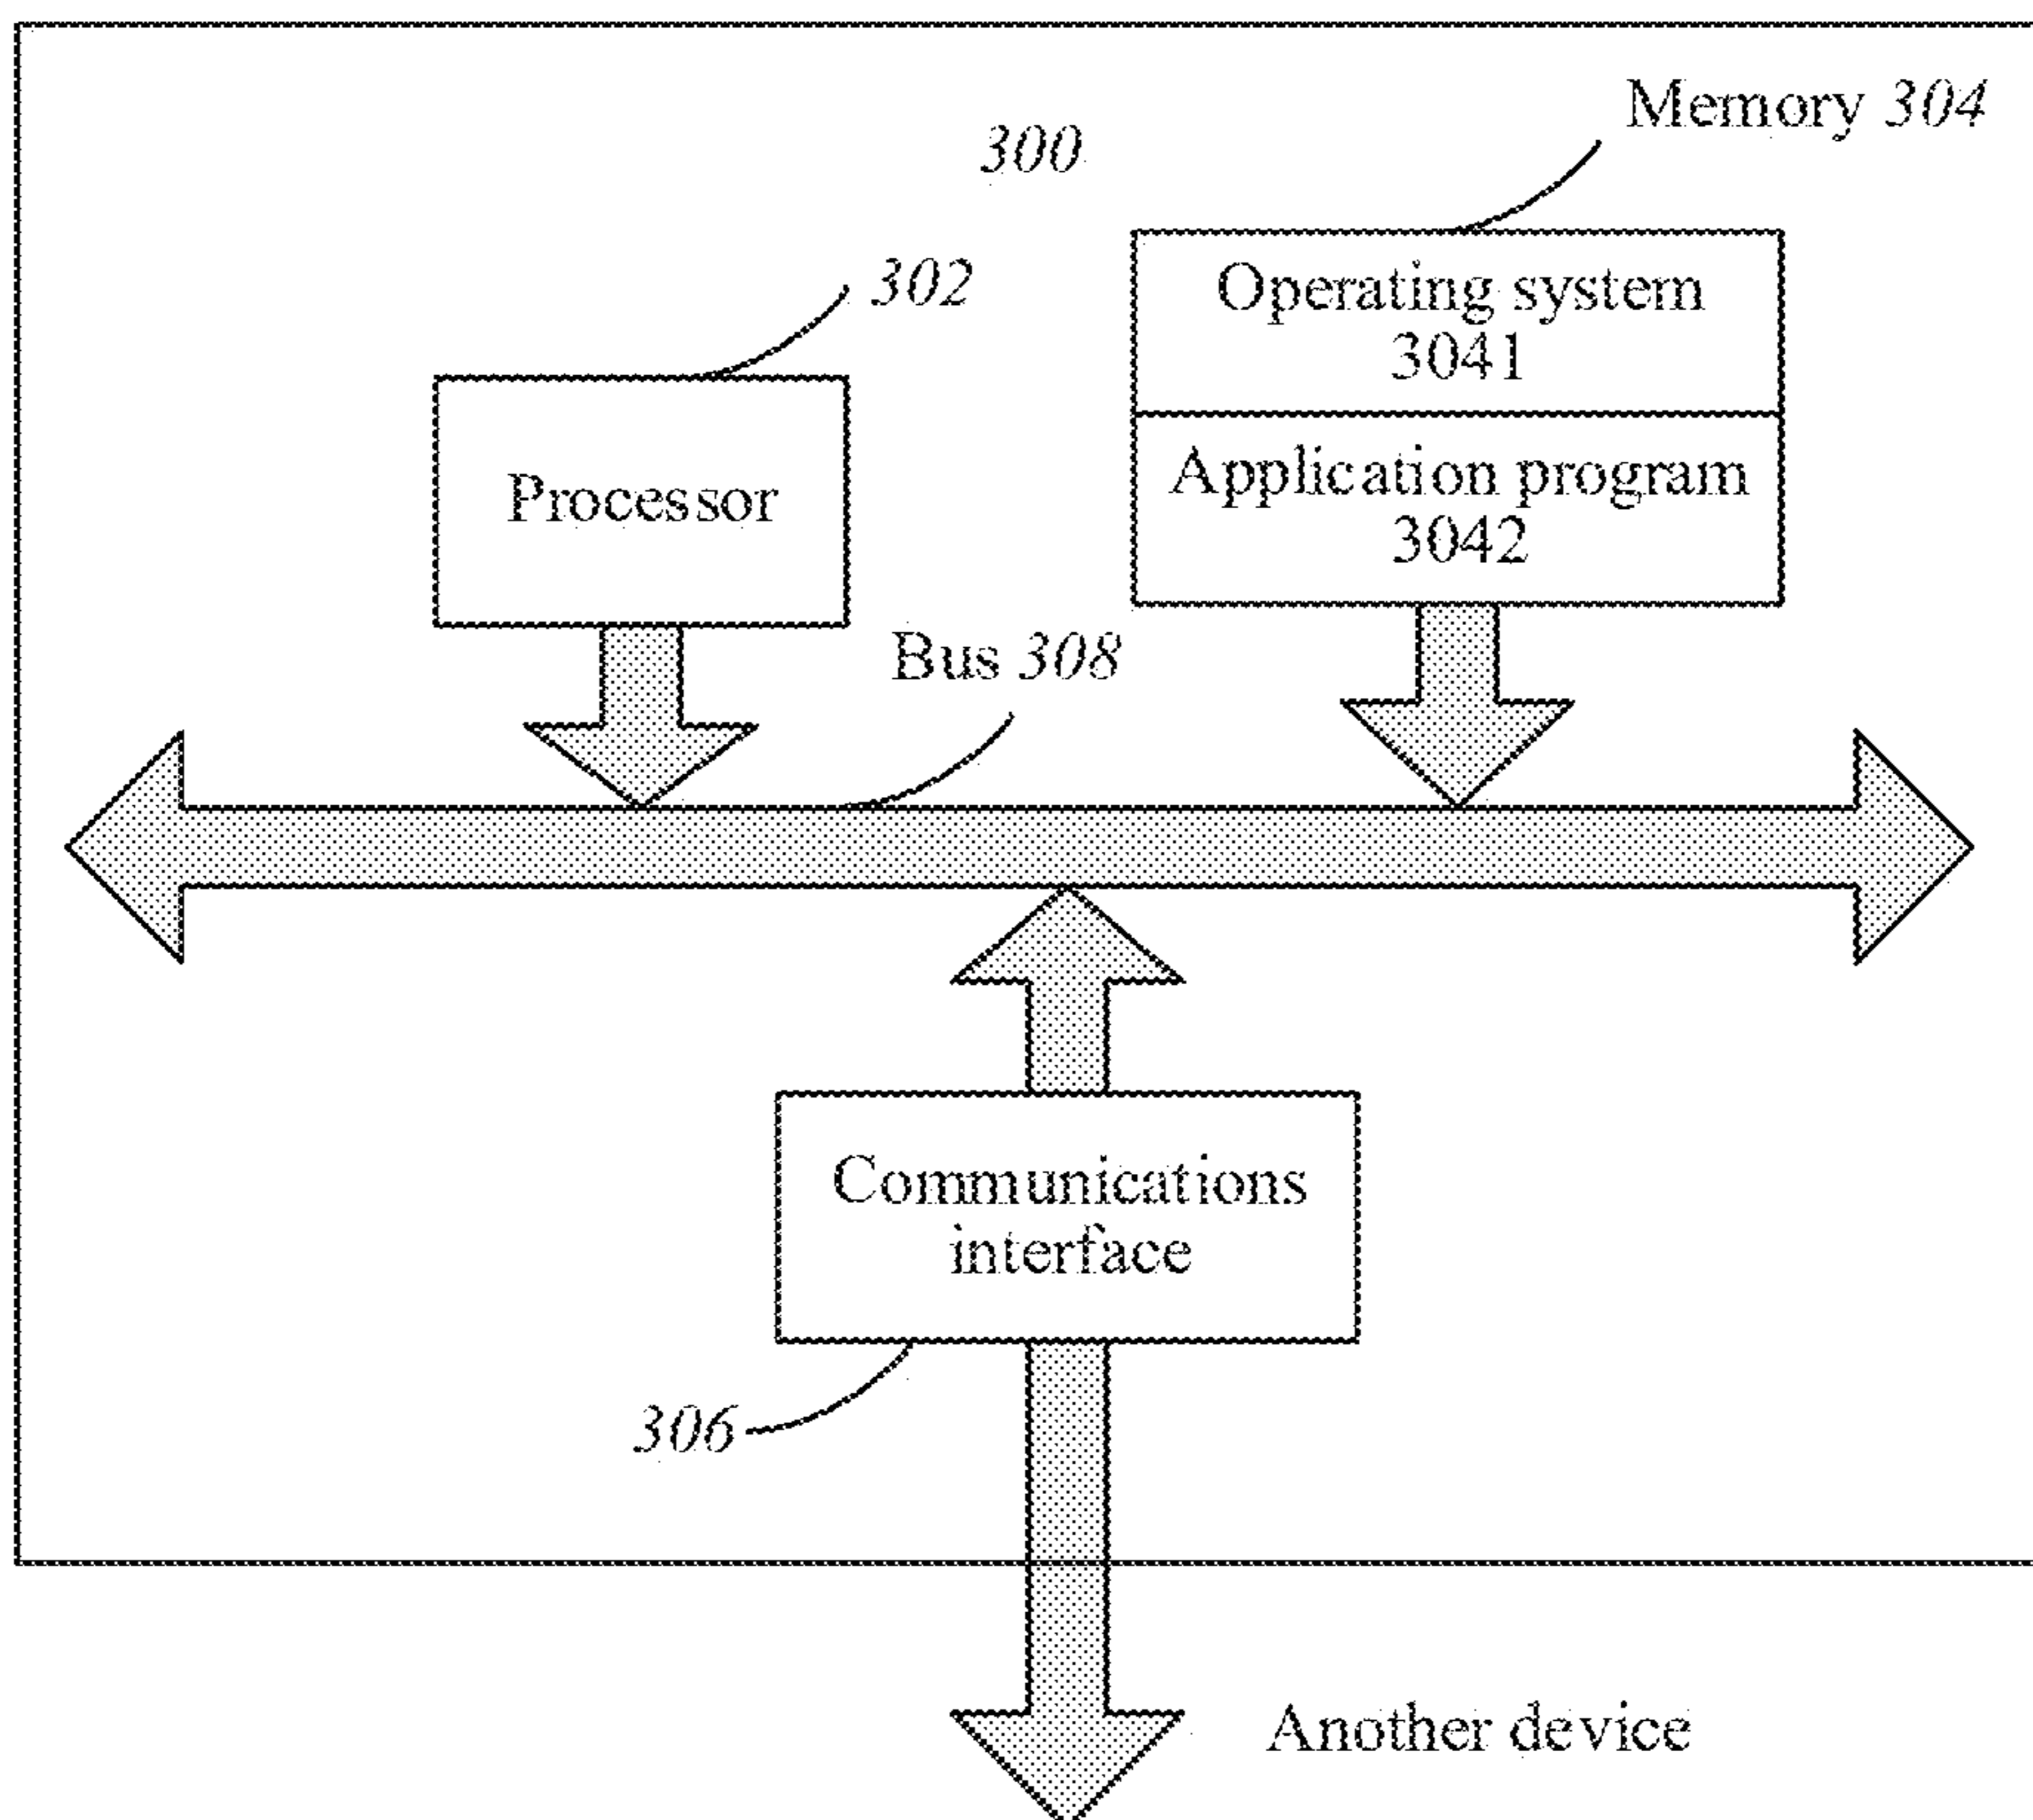 Memory 304
300
302
Operating system
3041
Processor
Application program
3042
Bus 308
Communications
interface
306
Another device